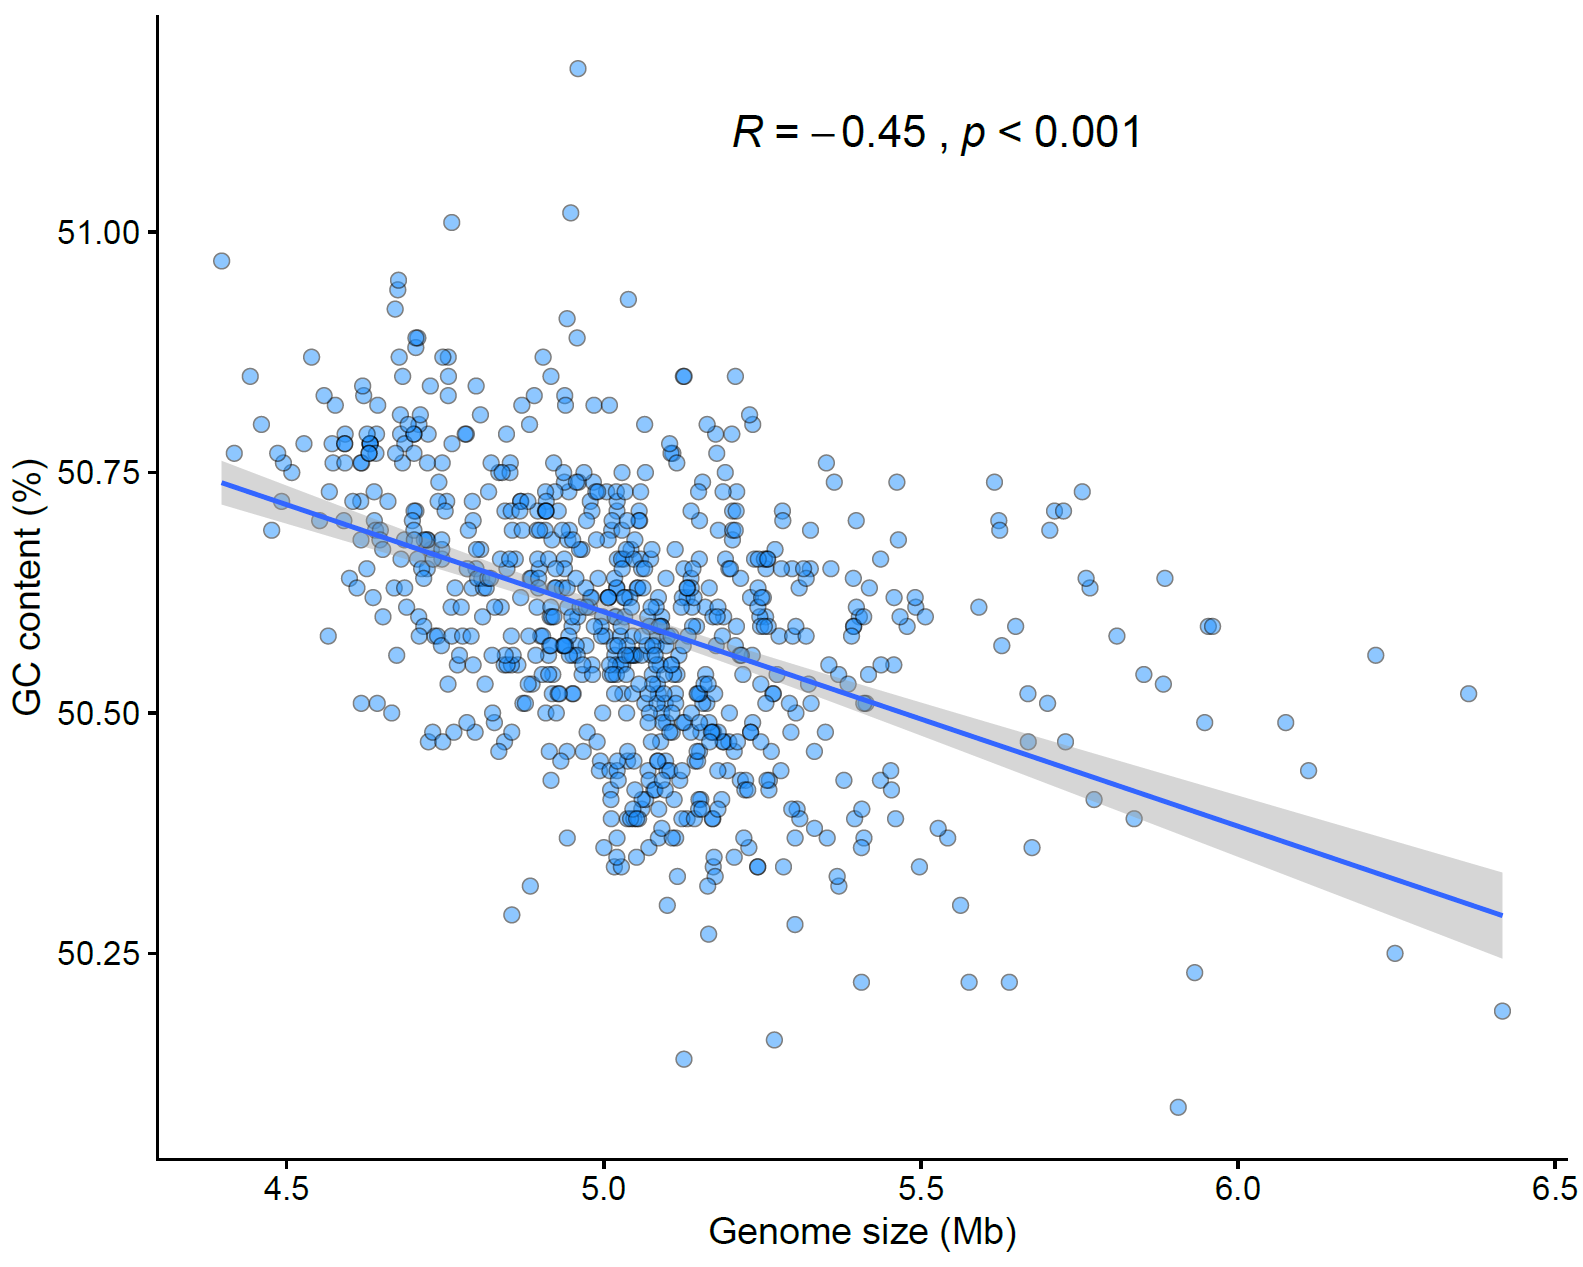 R = −0.45 , p < 0.001
51.00
50.75
50.50
50.25
GC content (%)
4.5 5.0 5.5 6.0 6.5
Genome size (Mb)